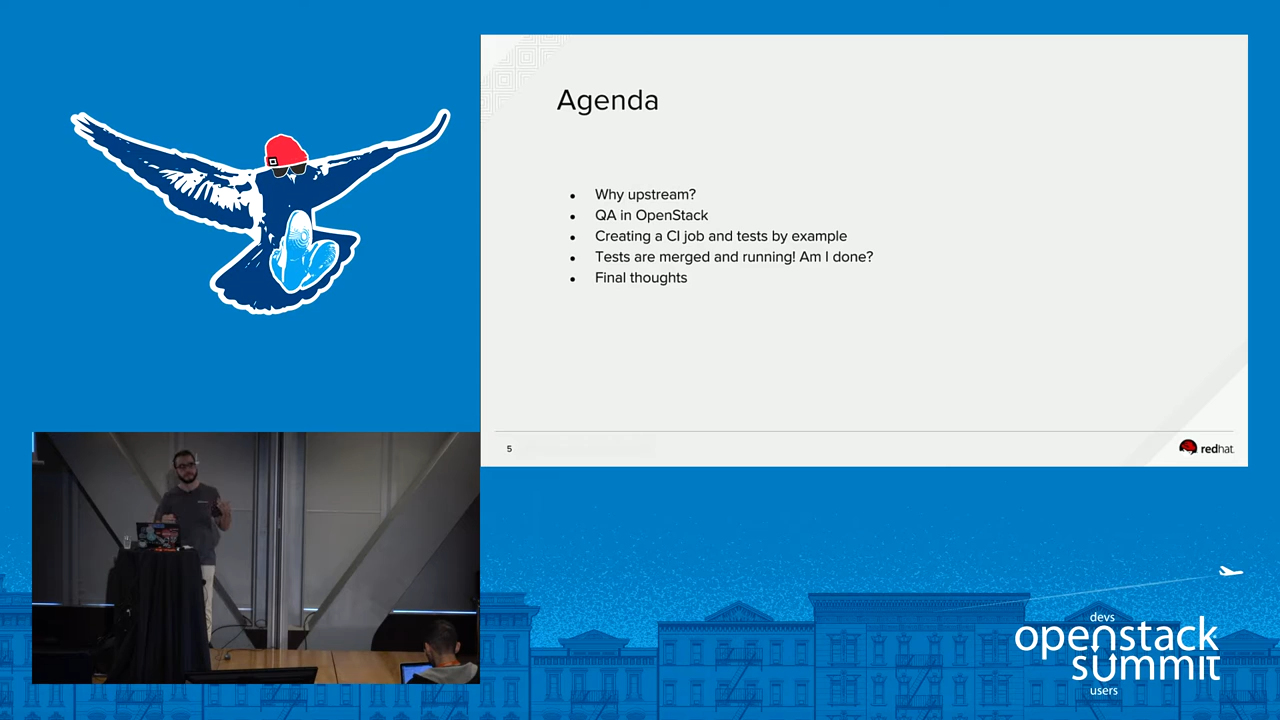 Agenda
• Why upstream?
• QA in OpenStack
• Creating a CI job and tests by example
• Tests are merged and running! Am I done?
• Final thoughts
5
redhat.
devs
openstack
summit
users